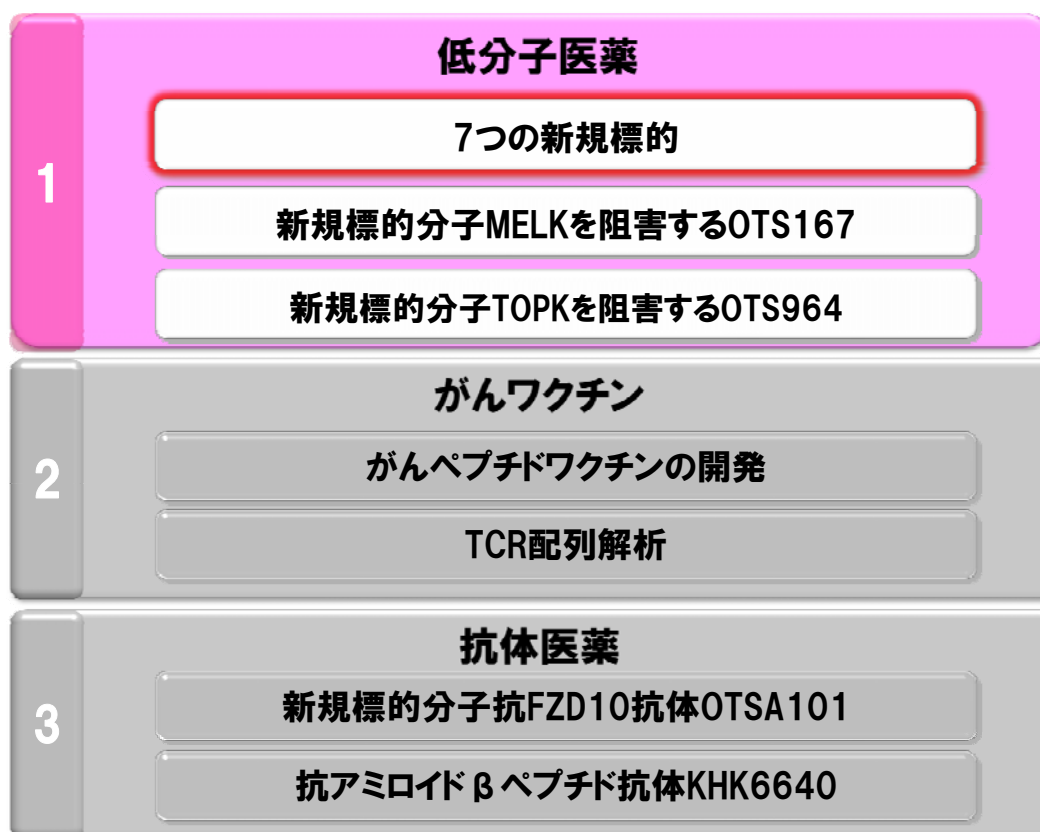 1
低分子医薬
7つの新規標的
新規標的分子MELKを阻害するOTS167
新規標的分子TOPKを阻害するOTS964
2
がんワクチン
がんペプチドワクチンの開発
TCR配列解析
3
抗体医薬
新規標的分子抗FZD10抗体OTSA101
抗アミロイドβペプチド抗体KHK6640